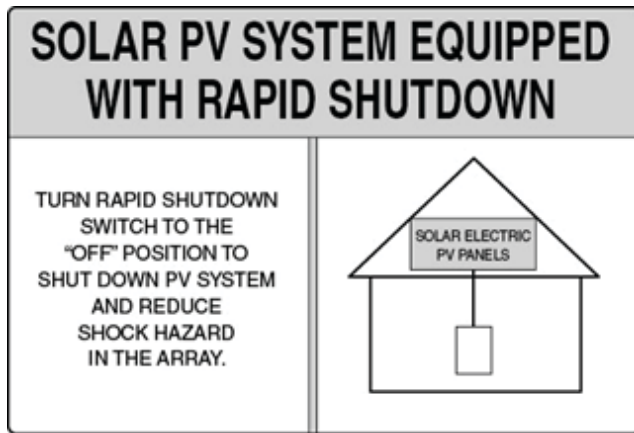 SOLAR PV SYSTEM EQUIPPED
WITH RAPID SHUTDOWN
TURN RAPID SHUTDOWN
SWITCH TO THE
“OFF” POSITION TO
SHUT DOWN PV SYSTEM
AND REDUCE
SHOCK HAZARD
IN THE ARRAY.
SOLAR ELECTRIC
PV PANELS